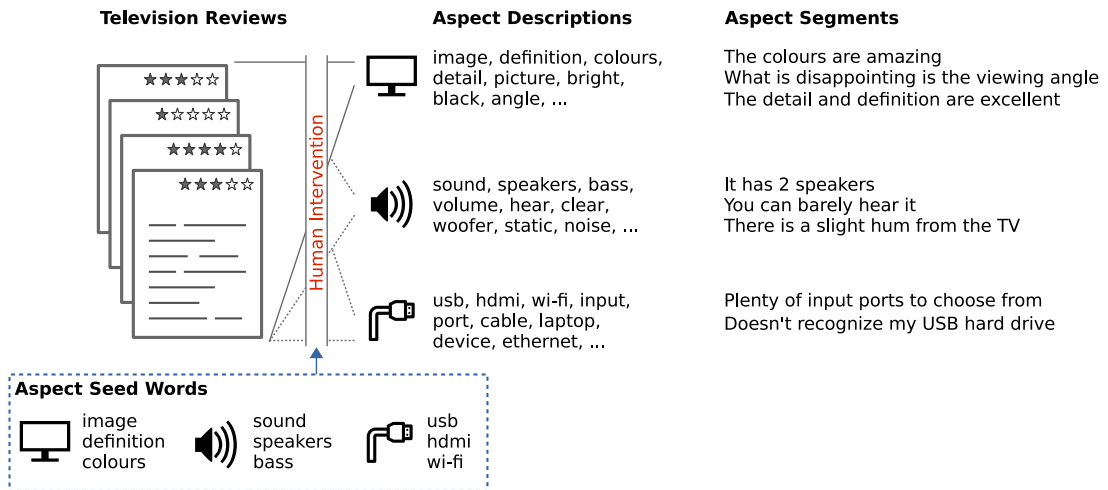 Television Reviews
Aspect Descriptions
Aspect Segments
Human Intervention
image, definition, colours,
detail, picture, bright,
black, angle, ...
The colours are amazing
What is disappointing is the viewing angle
The detail and definition are excellent
sound, speakers, bass,
volume, hear, clear,
woofer, static, noise, ...
It has 2 speakers
You can barely hear it
There is a slight hum from the TV
usb, hdmi, wi-fi, input,
port, cable, laptop,
device, ethernet, ...
Plenty of input ports to choose from
Doesn't recognize my USB hard drive
Aspect Seed Words
image
definition
colours
sound
speakers
bass
usb
hdmi
wi-fi